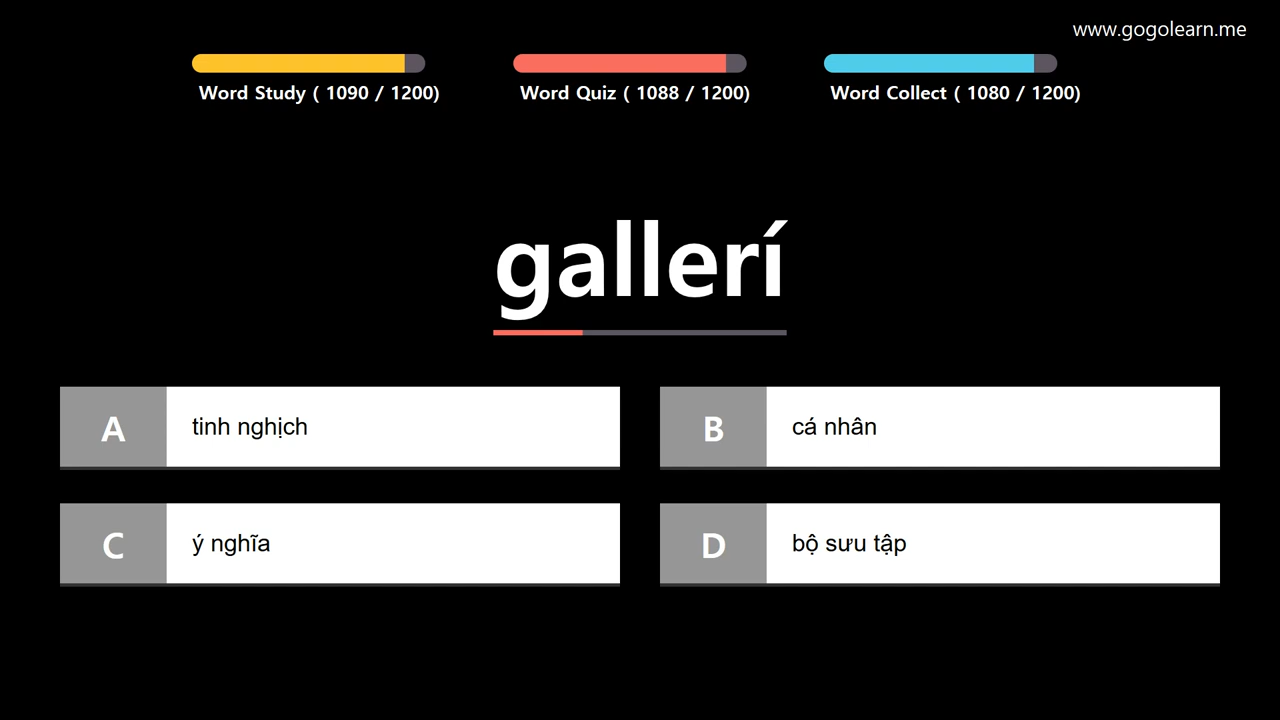 www.gogolearn.me
Word Study ( 1090 / 1200)
Word Quiz ( 1088 / 1200)
Word Collect ( 1080 / 1200)
gallerí
A
tinh nghịch
B
cá nhân
C
ý nghĩa
D
bộ sưu tập